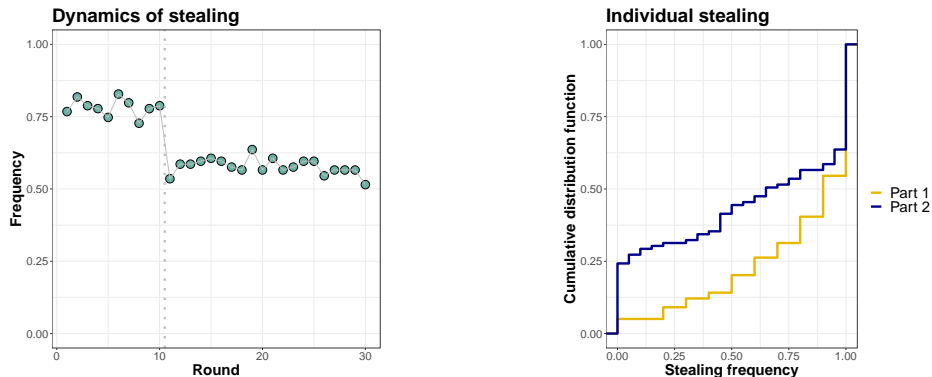 Dynamics of stealing
1.00
0.75
0.50
0.25
0.00
Frequency
0
10
20
30
Round
Individual stealing
1.00
0.75
0.50
0.25
0.00
Cumulative distribution function
0.00
0.25
0.50
0.75
1.00
Stealing frequency
Part 1
Part 2